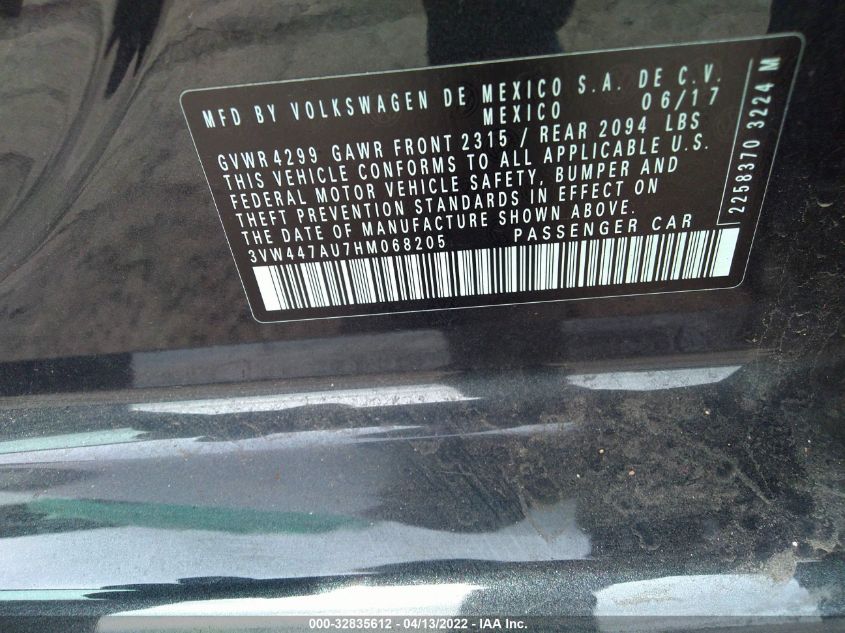 MFD BY VOLKSWAGEN DE MEXICO S.A. DE C.V.
MEXICO 06/17
GVWR 4299 GAWR FRONT 2315 / REAR 2094 LBS
THIS VEHICLE CONFORMS TO ALL APPLICABLE U.S.
FEDERAL MOTOR VEHICLE SAFETY, BUMPER AND
THEFT PREVENTION STANDARDS IN EFFECT ON
THE DATE OF MANUFACTURE SHOWN ABOVE.
3VW447AU7HM068205 PASSENGER CAR
2258370 3224 M
000-32835612 - 04/13/2022 - IAA Inc.